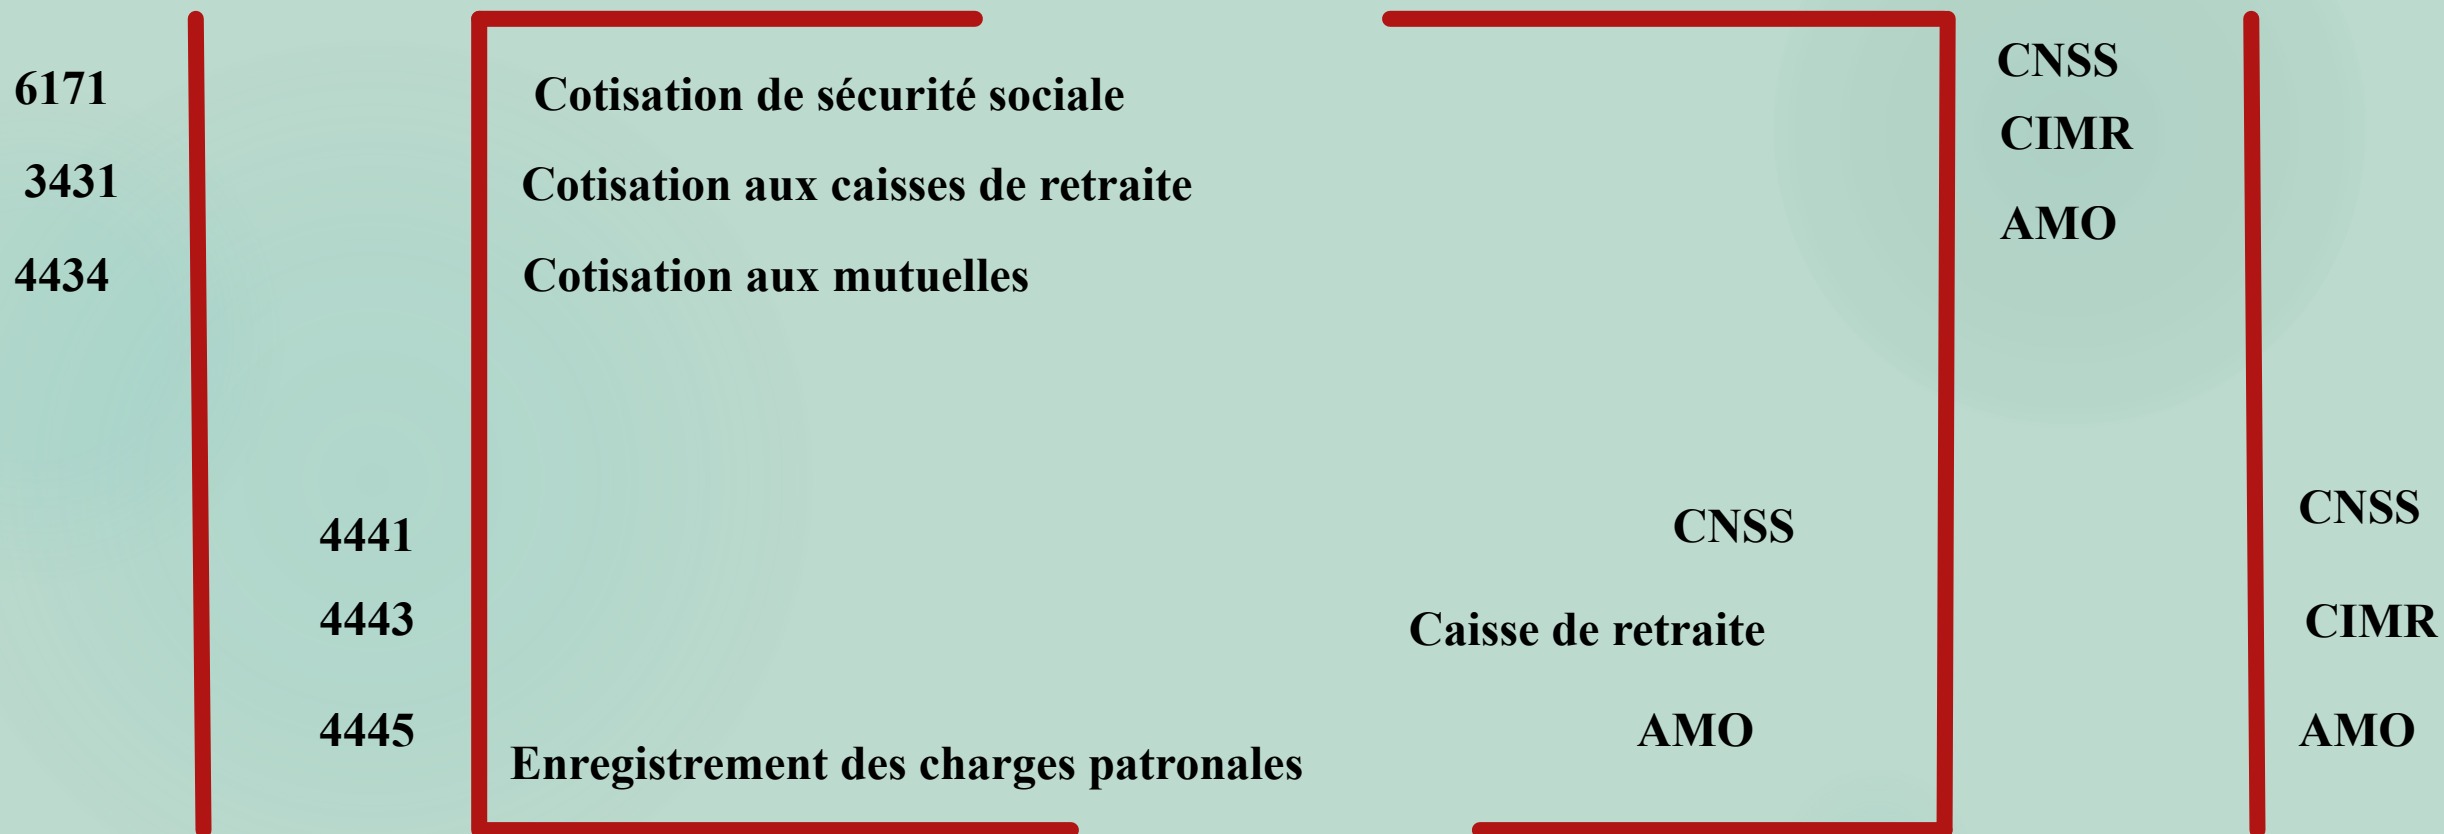 6171 Cotisation de sécurité sociale CNSS
CIMR
3431 Cotisation aux caisses de retraite
AMO
4434 Cotisation aux mutuelles
4441 CNSS CNSS
4443 Caisse de retraite CIMR
4445 AMO AMO
Enregistrement des charges patronales